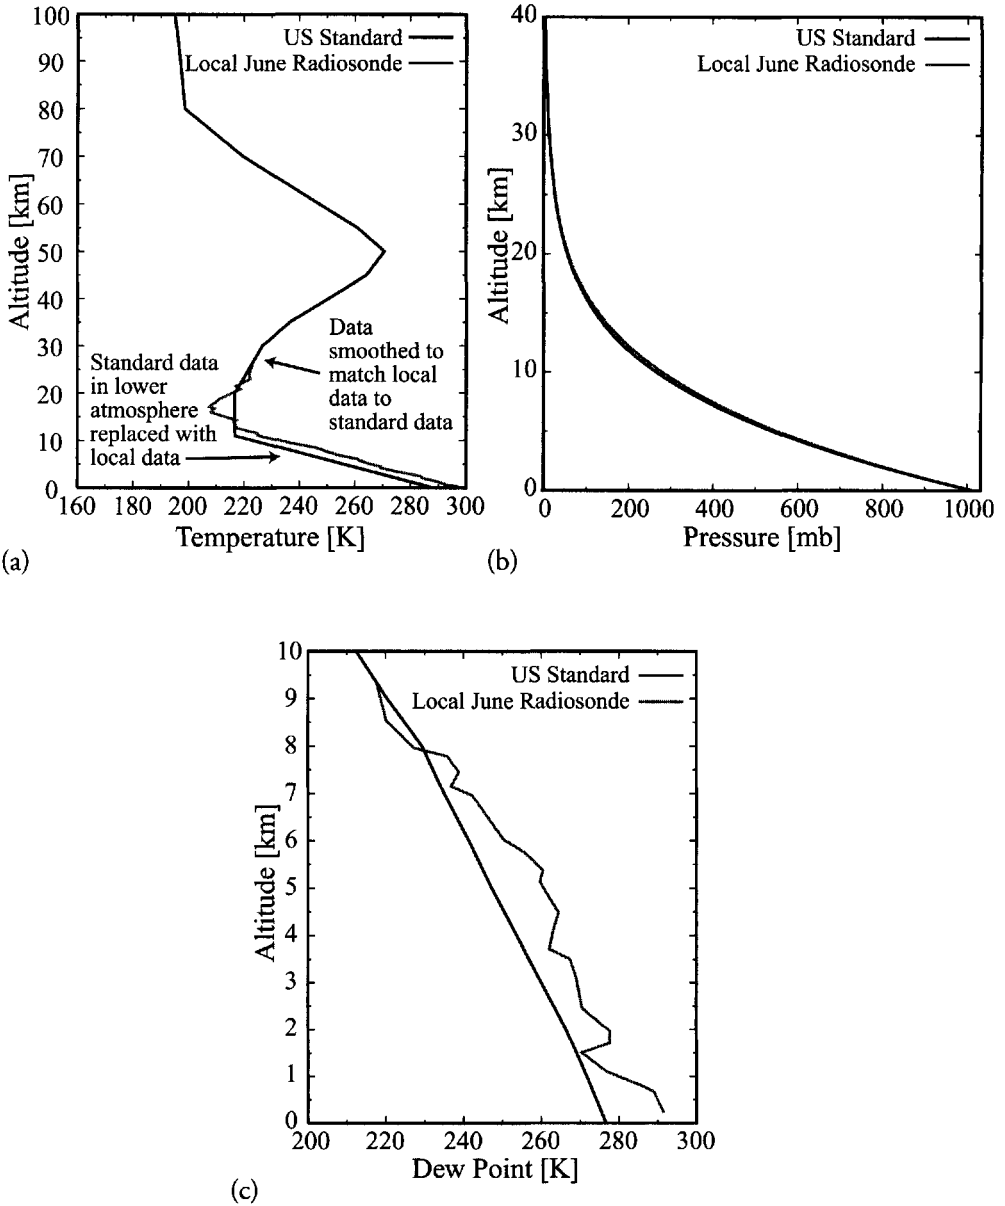 100
90
80
70
60
50
40
30
20
10
0
Altitude [km]
US Standard
Local June Radiosonde
Standard data
in lower
atmosphere
replaced with
local data
Data
smoothed to
match local
data to
standard data
160 180 200 220 240 260 280 300
Temperature [K]
(a)
40
30
20
10
0
Altitude [km]
US Standard
Local June Radiosonde
0 200 400 600 800 1000
Pressure [mb]
(b)
10
9
8
7
6
5
4
3
2
1
0
Altitude [km]
US Standard
Local June Radiosonde
200 220 240 260 280 300
Dew Point [K]
(c)